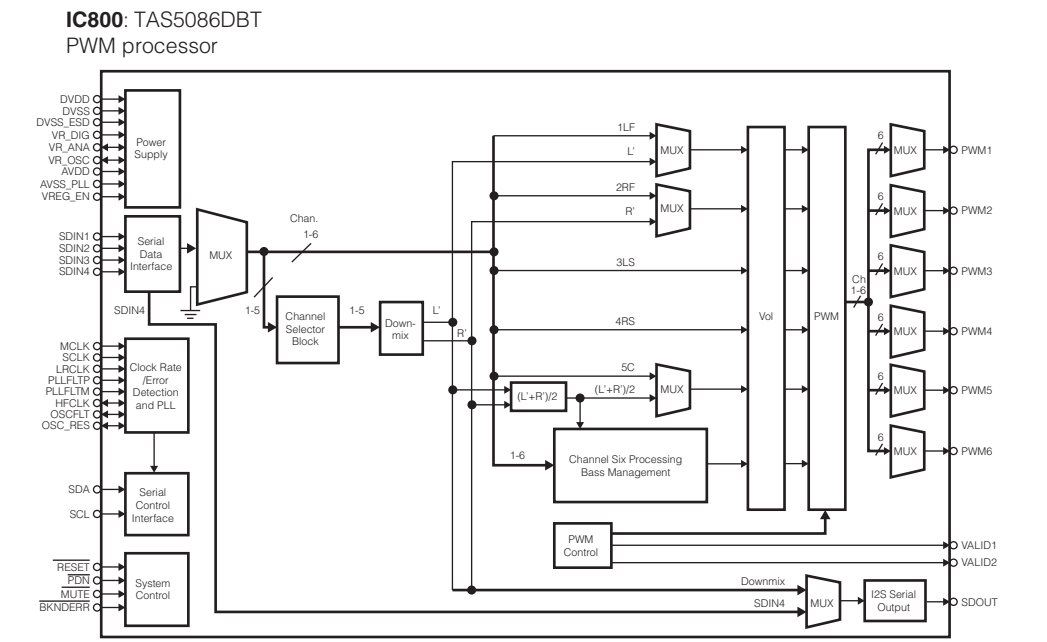 IC800: TAS5086DBT
PWM processor
DVDD
DVSS
DVSS_ESD
VR_DIG
VR_ANA
VR_OSC
AVDD
AVSS_PLL
VREG_EN
Power
Supply
SDIN1
SDIN2
SDIN3
SDIN4
Serial
Data
Interface
MUX
Chan.
1-6
SDIN4
1-5
Channel
Selector
Block
1-5
Down-
mix
L'
R'
MCLK
SCLK
LRCLK
PLLFLTP
PLLFLTM
HFCLK
OSCFLT
OSC_RES
Clock Rate
/Error
Detection
and PLL
SDA
SCL
Serial
Control
Interface
RESET
PDN
MUTE
BKNDERR
System
Control
1LF
L'
MUX
2RF
R'
MUX
3LS
4RS
5C
(L'+R')/2
(L'+R')/2
MUX
1-6
Channel Six Processing
Bass Management
Vol
PWM
Ch
1-6
6
MUX
PWM1
6
MUX
PWM2
6
MUX
PWM3
6
MUX
PWM4
6
MUX
PWM5
6
MUX
PWM6
PWM
Control
VALID1
VALID2
Downmix
SDIN4
MUX
I2S Serial
Output
SDOUT